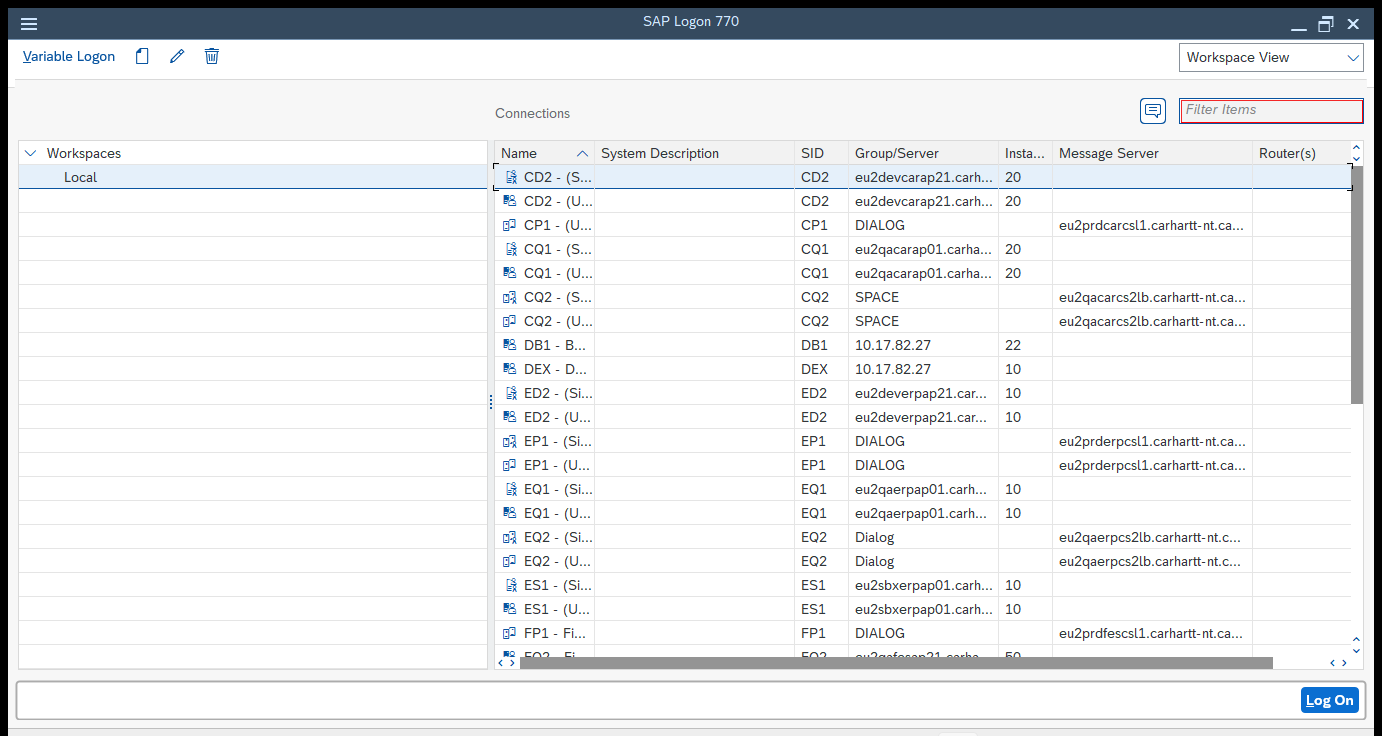 SAP Logon 770
Variable Logon
Workspace View
Connections
Filter Items
Workspaces
Local
Name System Description SID Group/Server Insta... Message Server Router(s)
CD2 - (S... CD2 eu2devcarap21.carh... 20
CD2 - (U... CD2 eu2devcarap21.carh... 20
CP1 - (U... CP1 DIALOG eu2prdcarcsl1.carhartt-nt.ca...
CQ1 - (S... CQ1 eu2qacarap01.carha... 20
CQ1 - (U... CQ1 eu2qacarap01.carha... 20
CQ2 - (S... CQ2 SPACE eu2qacarcs2lb.carhartt-nt.ca...
CQ2 - (U... CQ2 SPACE eu2qacarcs2lb.carhartt-nt.ca...
DB1 - B... DB1 10.17.82.27 22
DEX - D... DEX 10.17.82.27 10
ED2 - (Si... ED2 eu2deverpap21.car... 10
ED2 - (U... ED2 eu2deverpap21.car... 10
EP1 - (Si... EP1 DIALOG eu2prderpcsl1.carhartt-nt.ca...
EP1 - (U... EP1 DIALOG eu2prderpcsl1.carhartt-nt.ca...
EQ1 - (Si... EQ1 eu2qaerpap01.carh... 10
EQ1 - (U... EQ1 eu2qaerpap01.carh... 10
EQ2 - (Si... EQ2 Dialog eu2qaerpcs2lb.carhartt-nt.c...
EQ2 - (U... EQ2 Dialog eu2qaerpcs2lb.carhartt-nt.c...
ES1 - (Si... ES1 eu2sbxerpap01.carh... 10
ES1 - (U... ES1 eu2sbxerpap01.carh... 10
FP1 - Fi... FP1 DIALOG eu2prdfescsl1.carhartt-nt.ca...
Log On